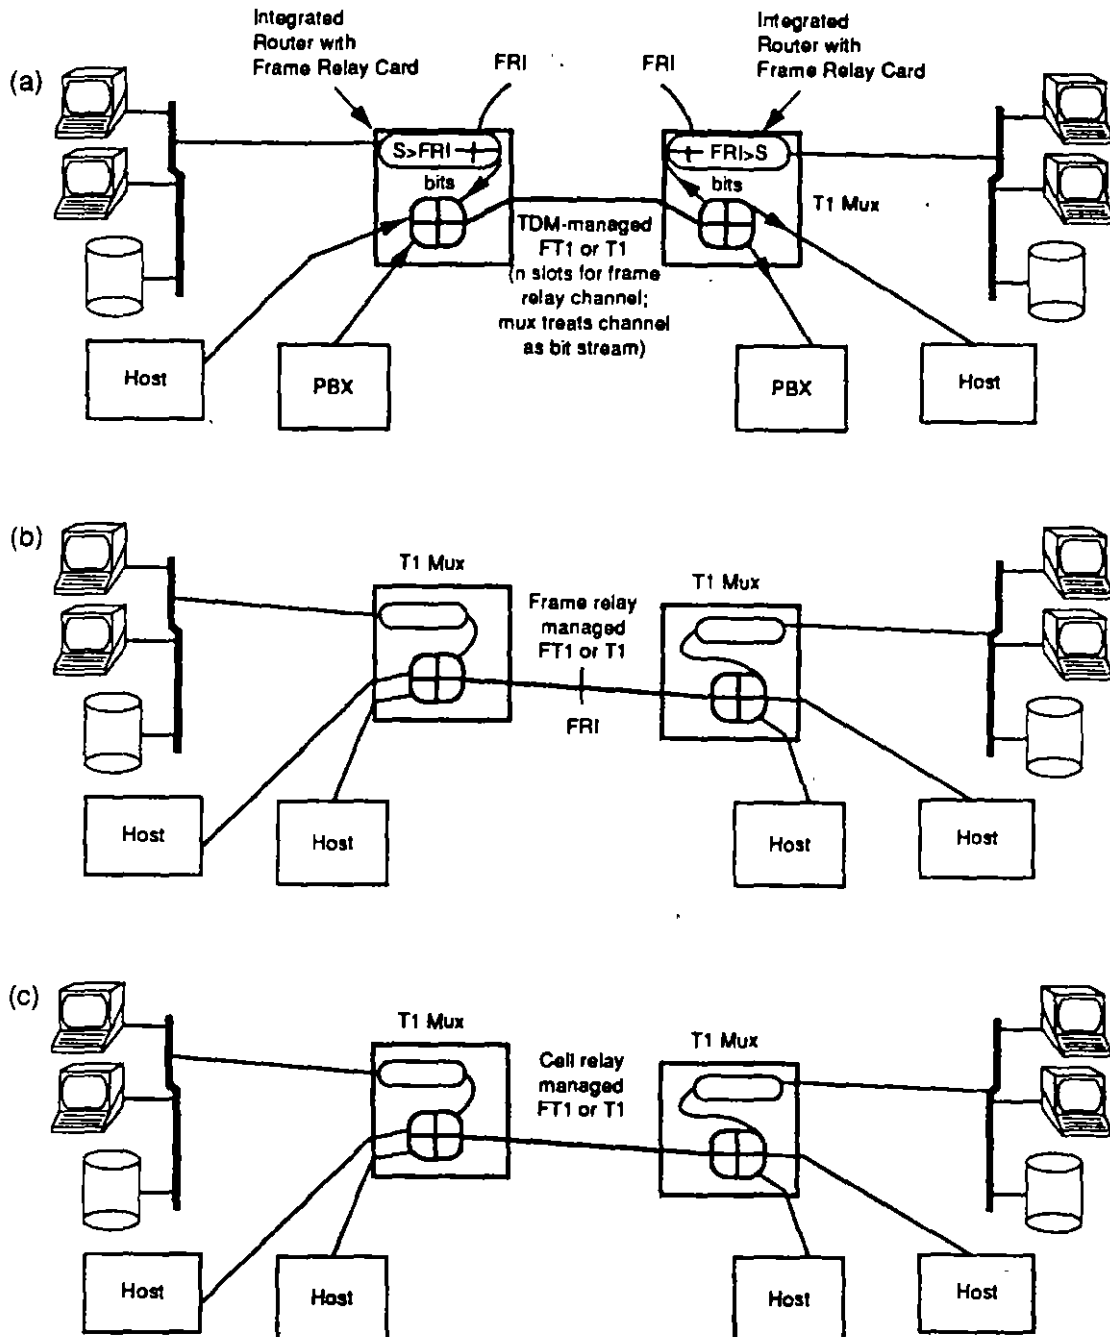 (a)
Integrated
Router with
Frame Relay Card
FRI
FRI
Integrated
Router with
Frame Relay Card
S>FRI
bits
FRI>S
bits
T1 Mux
TDM-managed
FT1 or T1
(n slots for frame
relay channel;
mux treats channel
as bit stream)
Host
PBX
PBX
Host
(b)
T1 Mux
Frame relay
managed
FT1 or T1
FRI
T1 Mux
Host
Host
Host
Host
(c)
T1 Mux
Cell relay
managed
FT1 or T1
T1 Mux
Host
Host
Host
Host